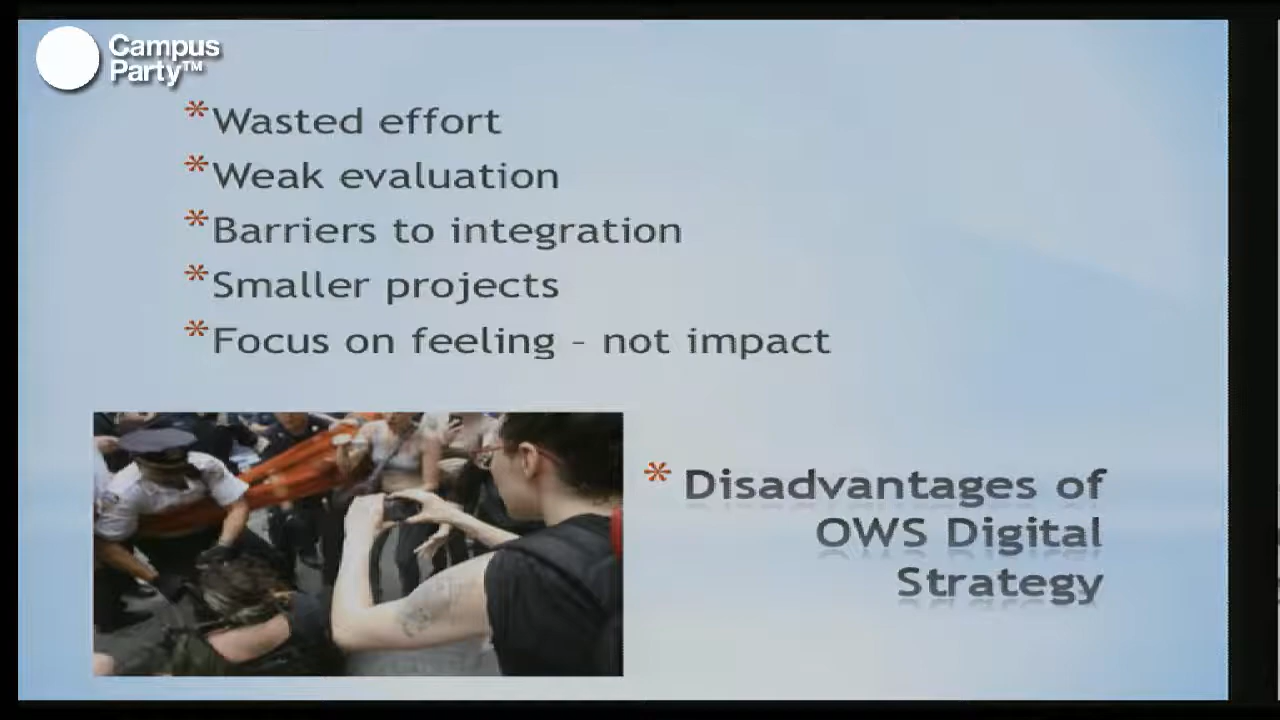 Campus
Party™
*Wasted effort
*Weak evaluation
*Barriers to integration
*Smaller projects
*Focus on feeling - not impact
* Disadvantages of
OWS Digital
Strategy